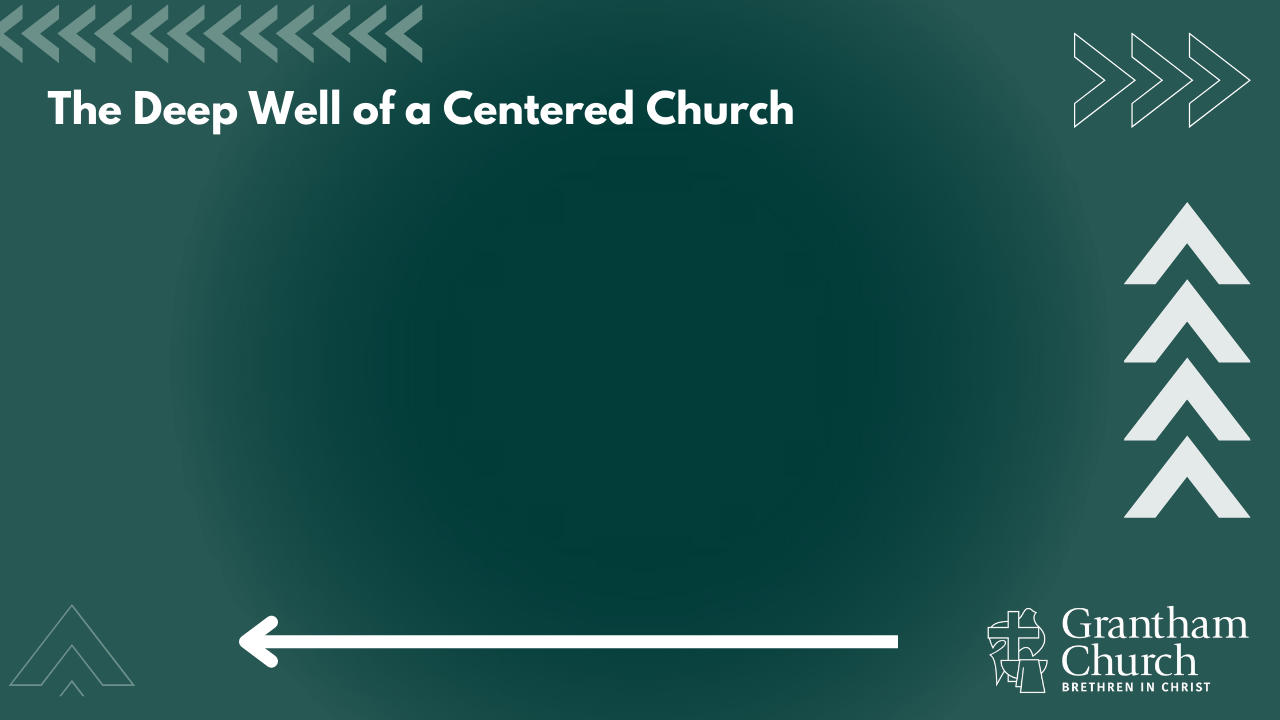 The Deep Well of a Centered Church
Grantham
Church
BRETHREN IN CHRIST